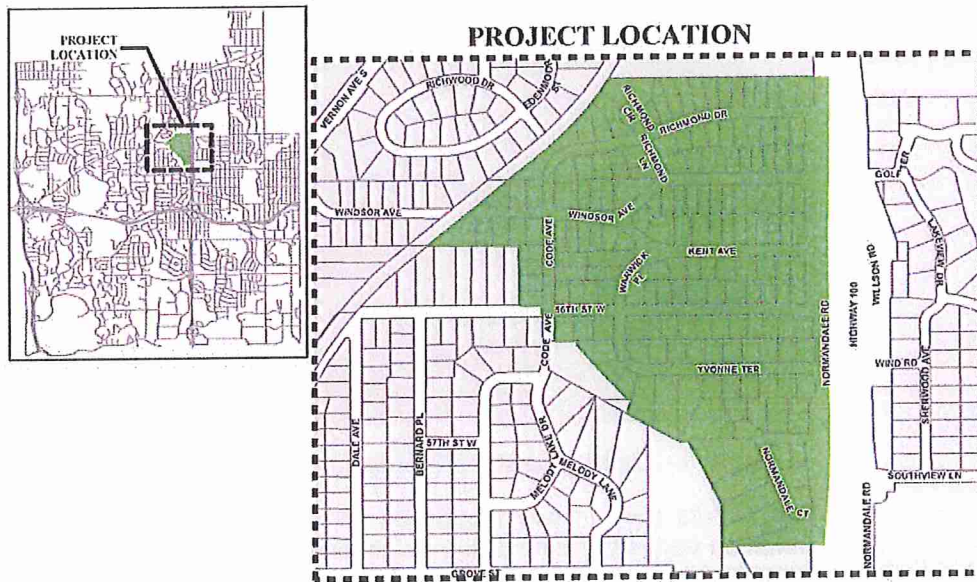 PROJECT
LOCATION
PROJECT LOCATION
VERNON AVE S
RICHWOOD DR
EDENMOOR
ST
RICHMOND
CIR
RICHMOND DR
RICHMOND
LN
GOLF TER
WINDSOR AVE
WINDSOR AVE
CODE AVE
KENT AVE
WARWICK
PL
LAKEVIEW DR
WILLSON RD
HIGHWAY 100
NORMANDALE RD
56TH ST W
CODE AVE
YVONNE TER
WIND RD
SHERWOOD AVE
DALE AVE
BERNARD PL
57TH ST W
MELODY LAKE DR
MELODY LANE
NORMANDALE CT
SOUTHVIEW LN
NORMANDALE RD
GROVE ST